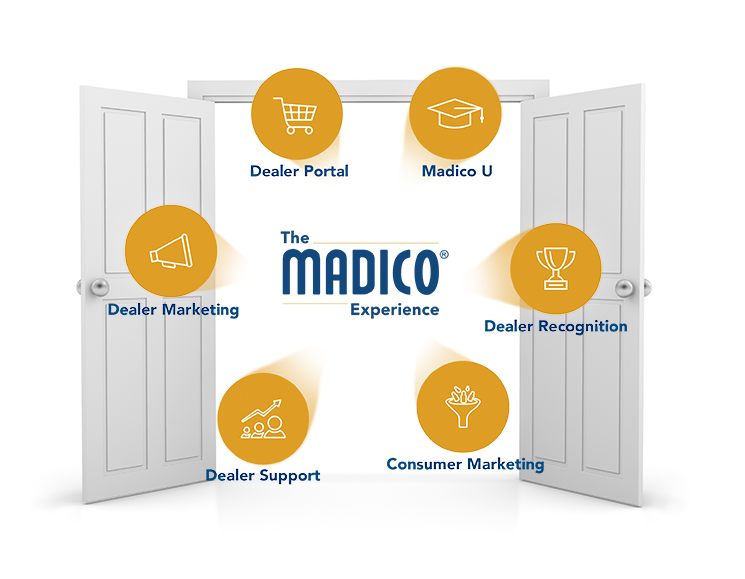 Dealer Portal
Madico U
The
MADICO®
Experience
Dealer Marketing
Dealer Recognition
Dealer Support
Consumer Marketing